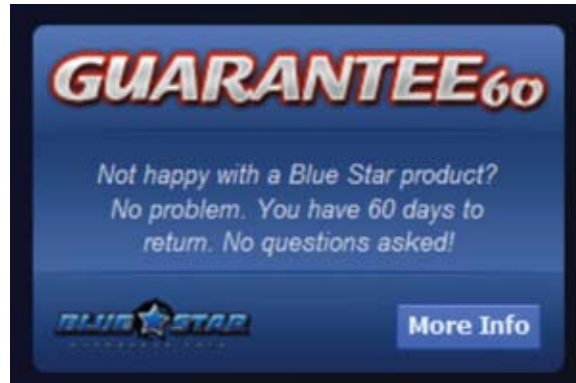 GUARANTEE60
Not happy with a Blue Star product?
No problem. You have 60 days to
return. No questions asked!
BLUE STAR
More Info